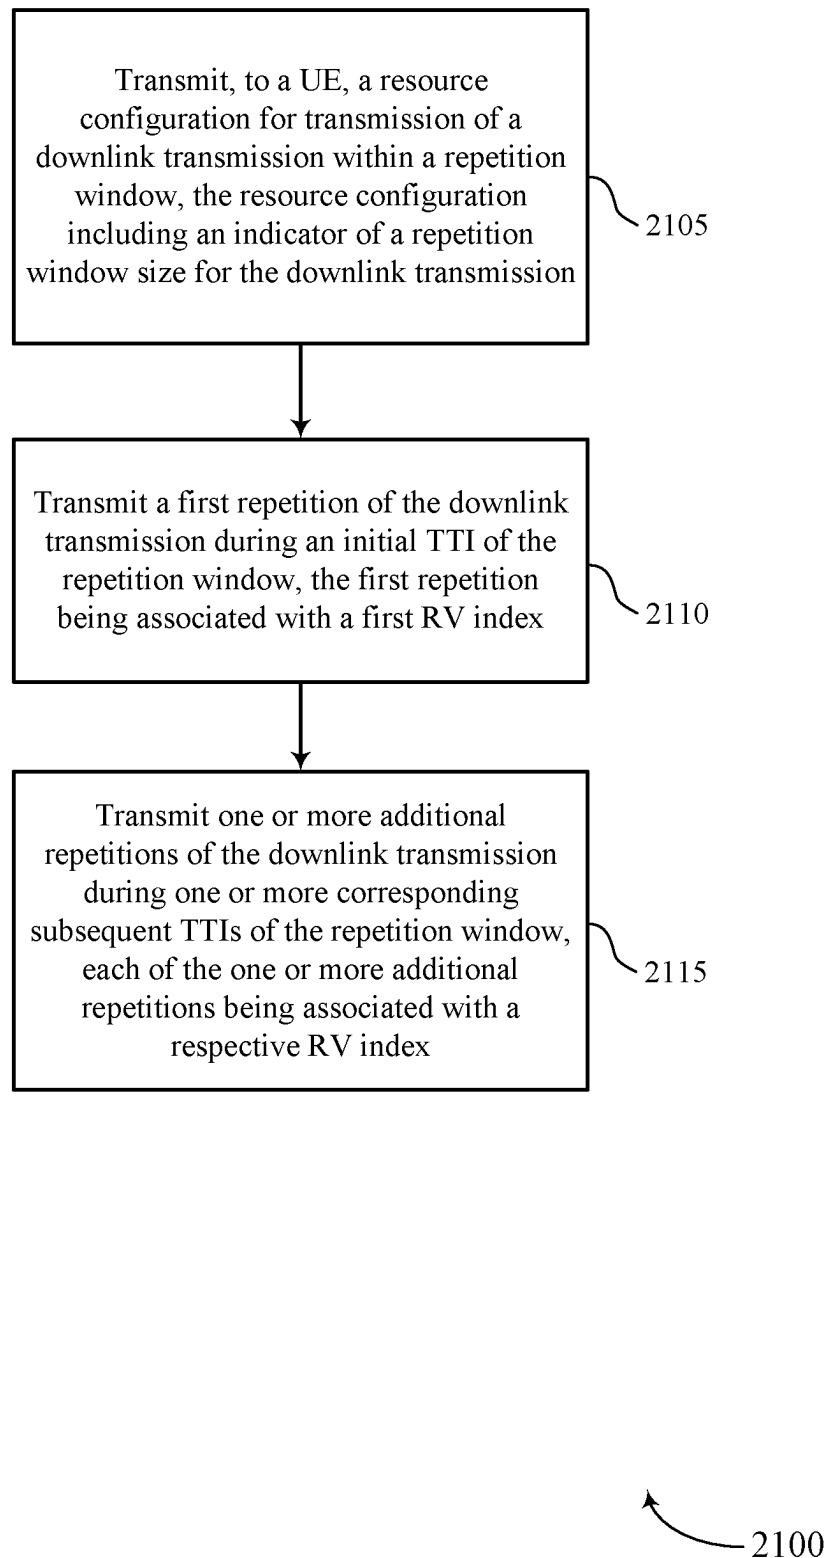 Transmit, to a UE, a resource
configuration for transmission of a
downlink transmission within a repetition
window, the resource configuration
including an indicator of a repetition
window size for the downlink transmission
2105
Transmit a first repetition of the downlink
transmission during an initial TTI of the
repetition window, the first repetition
being associated with a first RV index
2110
Transmit one or more additional
repetitions of the downlink transmission
during one or more corresponding
subsequent TTIs of the repetition window,
each of the one or more additional
repetitions being associated with a
respective RV index
2115
2100